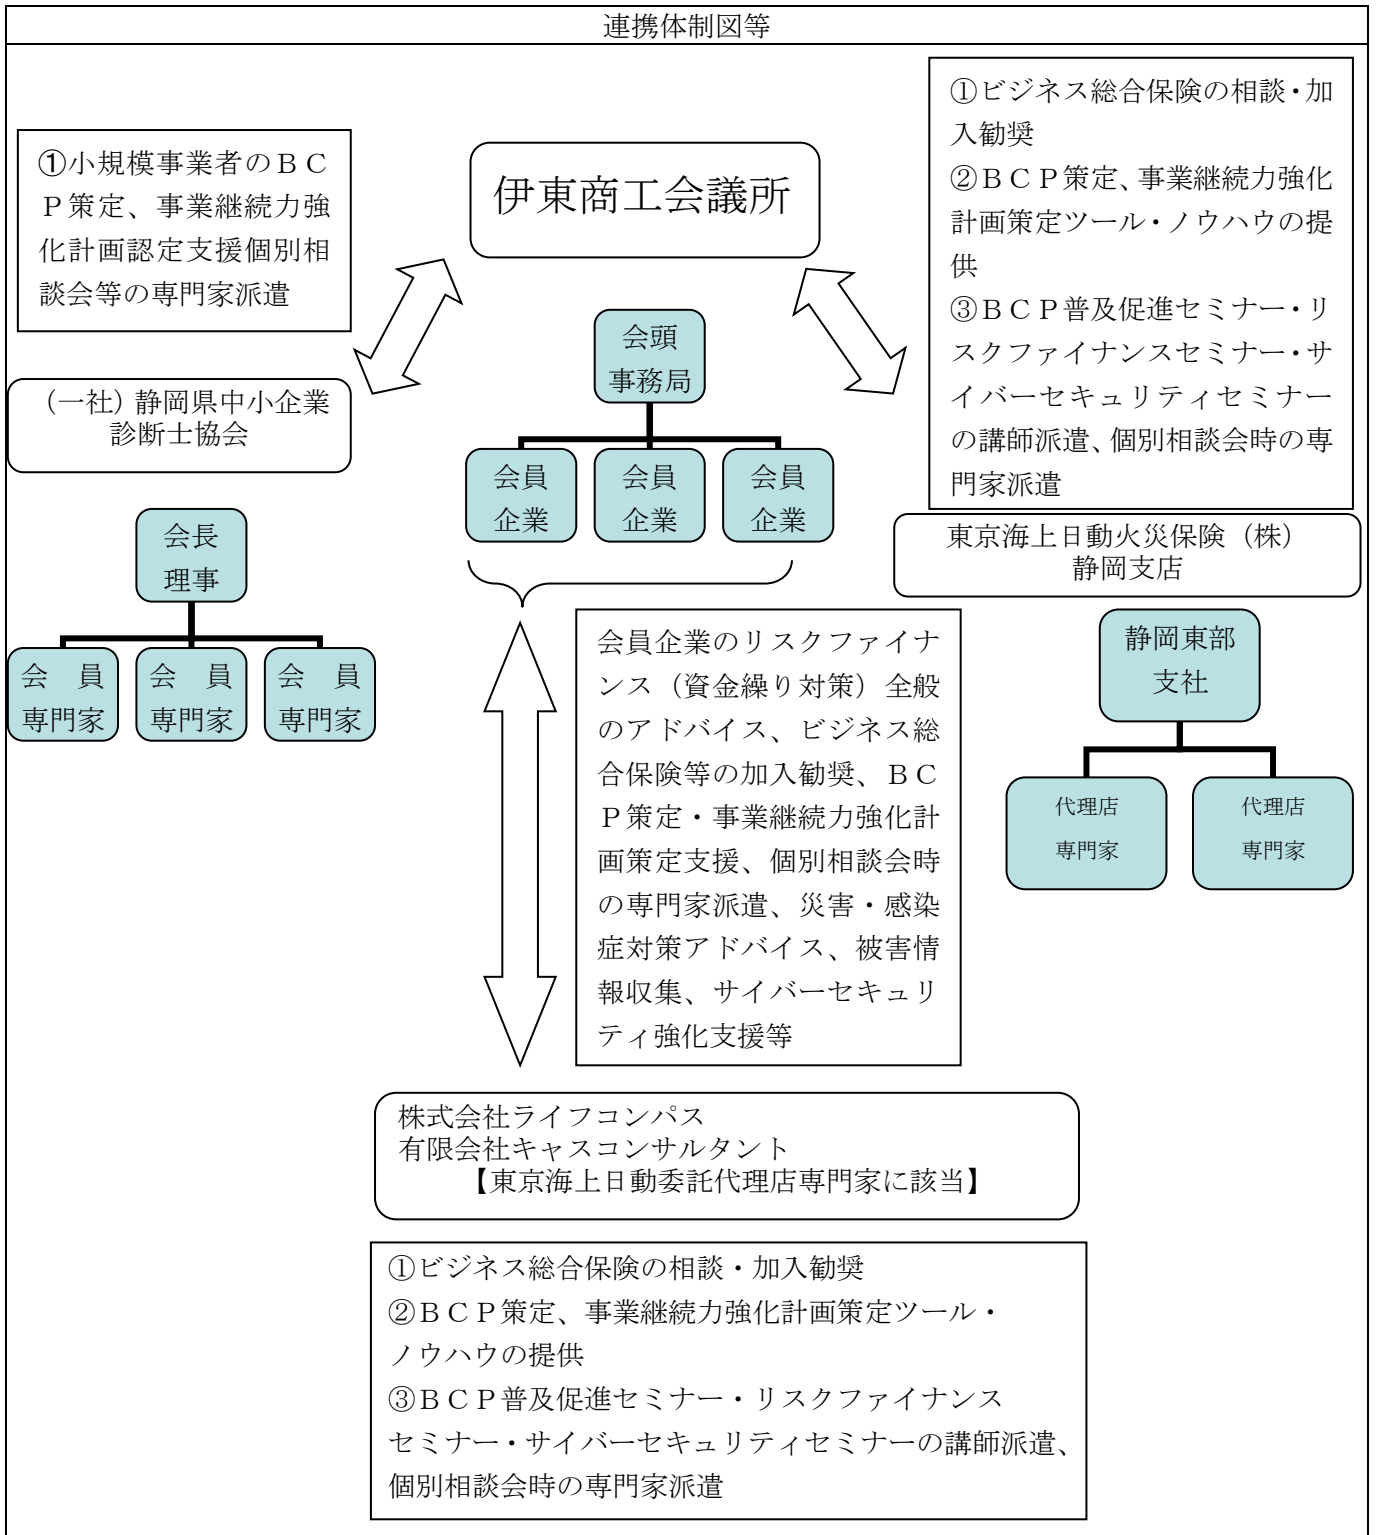 連携体制図等
①小規模事業者のＢＣ
Ｐ策定、事業継続力強
化計画認定支援個別相
談会等の専門家派遣
伊東商工会議所
①ビジネス総合保険の相談・加
入勧奨
②ＢＣＰ策定、事業継続力強化
計画策定ツール・ノウハウの提
供
③ＢＣＰ普及促進セミナー・リ
スクファイナンスセミナー・サ
イバーセキュリティセミナー
の講師派遣、個別相談会時の専
門家派遣
（一社）静岡県中小企業
診断士協会
会頭
事務局
会員
企業
会員
企業
会員
企業
会長
理事
会　員
専門家
会　員
専門家
会　員
専門家
東京海上日動火災保険（株）
静岡支店
静岡東部
支社
代理店
専門家
代理店
専門家
会員企業のリスクファイナ
ンス（資金繰り対策）全般
のアドバイス、ビジネス総
合保険等の加入勧奨、ＢＣ
Ｐ策定・事業継続力強化計
画策定支援、個別相談会時
の専門家派遣、災害・感染
症対策アドバイス、被害情
報収集、サイバーセキュリ
ティ強化支援等
株式会社ライフコンパス
有限会社キャスコンサルタント
【東京海上日動委託代理店専門家に該当】
①ビジネス総合保険の相談・加入勧奨
②ＢＣＰ策定、事業継続力強化計画策定ツール・
ノウハウの提供
③ＢＣＰ普及促進セミナー・リスクファイナンス
セミナー・サイバーセキュリティセミナーの講師派遣、
個別相談会時の専門家派遣